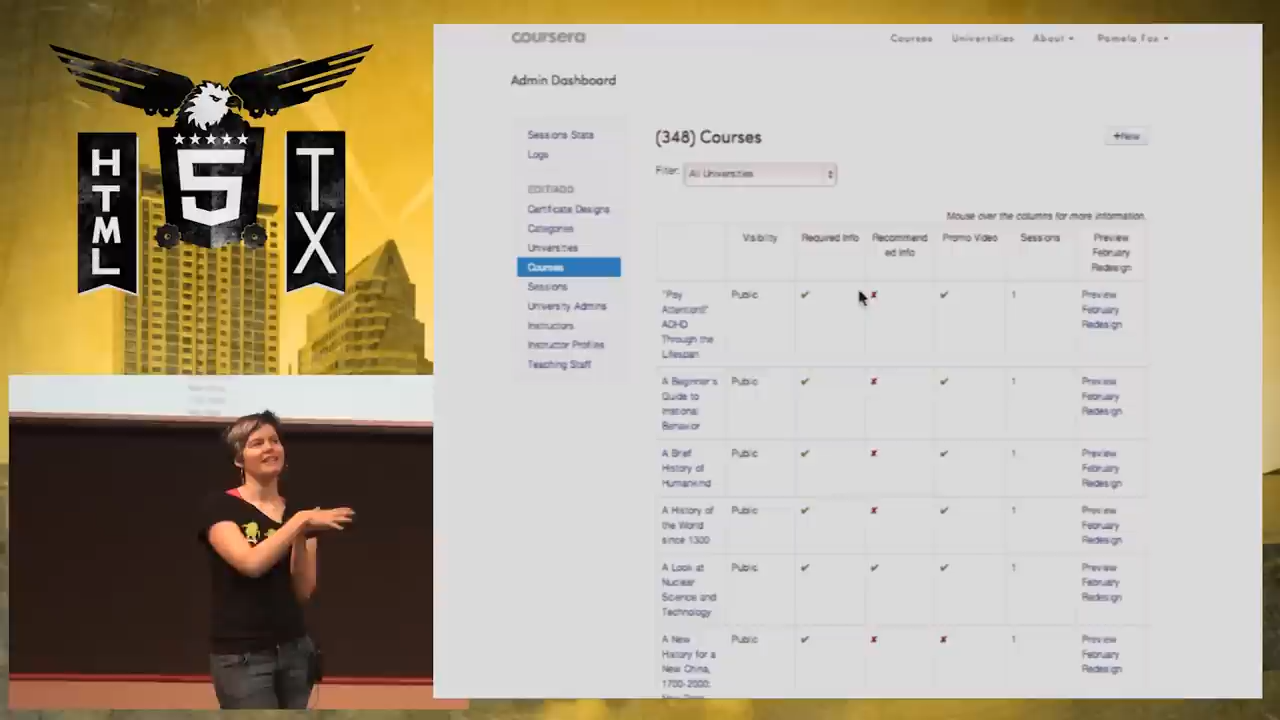 HTML
5
TX
coursera
Courses
Universities
About
Pamela Fox
Admin Dashboard
Sessions Stats
Logs
Certificate Designs
Categories
Universities
Courses
Sessions
University Admins
Instructors
Instructor Profiles
Teaching Staff
(348) Courses
+New
Filter:
All Universities
Mouse over the columns for more information.
Visibility
Required Info
Recommend
ed Info
Promo Video
Sessions
Preview
February
Redesign
"Pay
Attention!!"
ADHD
Through the
Lifespan
Public
1
Preview
February
Redesign
A Beginner's
Guide to
Irrational
Behavior
Public
1
Preview
February
Redesign
A Brief
History of
Humankind
Public
1
Preview
February
Redesign
A History of
the World
since 1300
Public
1
Preview
February
Redesign
A Look at
Nuclear
Science and
Technology
Public
1
Preview
February
Redesign
A New
History for a
New China,
1700-2000:
Public
1
Preview
February
Redesign